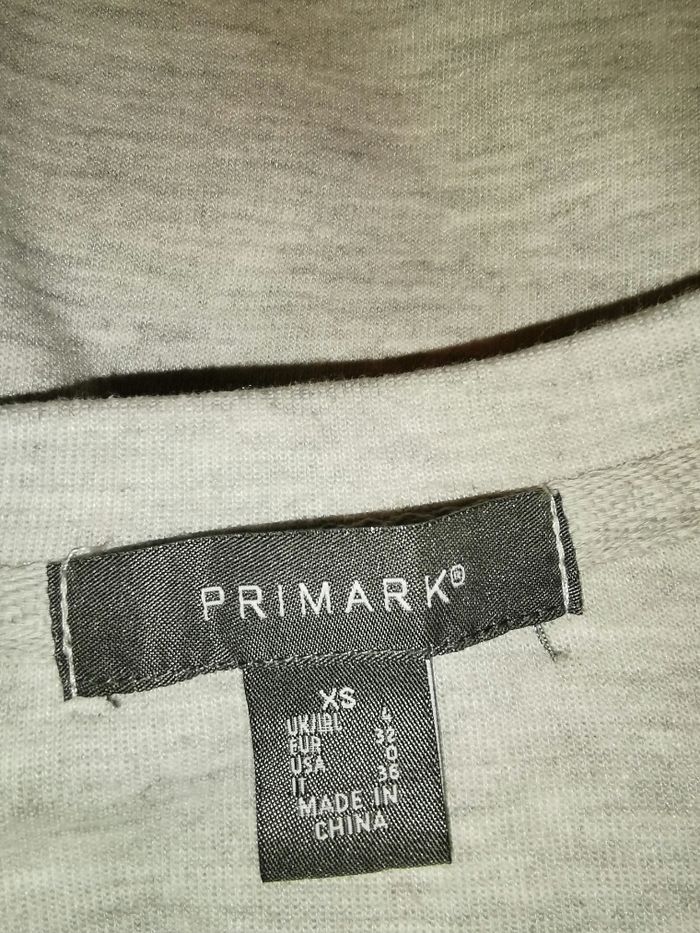 PRIMARK®
XS
UK/IRL 4
EUR 32
USA 0
IT 36
MADE IN
CHINA